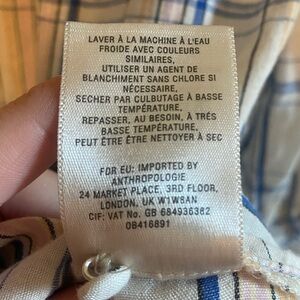 LAVER À LA MACHINE À L'EAU
FROIDE AVEC COULEURS
SIMILAIRES,
UTILISER UN AGENT DE
BLANCHIMENT SANS CHLORE SI
NÉCESSAIRE,
SECHER PAR CULBUTAGE À BASSE
TEMPÉRATURE,
REPASSER, AU BESOIN, À TRÉS
BASSE TEMPÉRATURE,
PEUT ÊTRE ÊTRE NETTOYER À SEC
FOR EU: IMPORTED BY
ANTHROPOLOGIE
24 MARKET PLACE, 3RD FLOOR,
LONDON, UK W1W8AN
CIF: VAT No. GB 684936382
OB416891